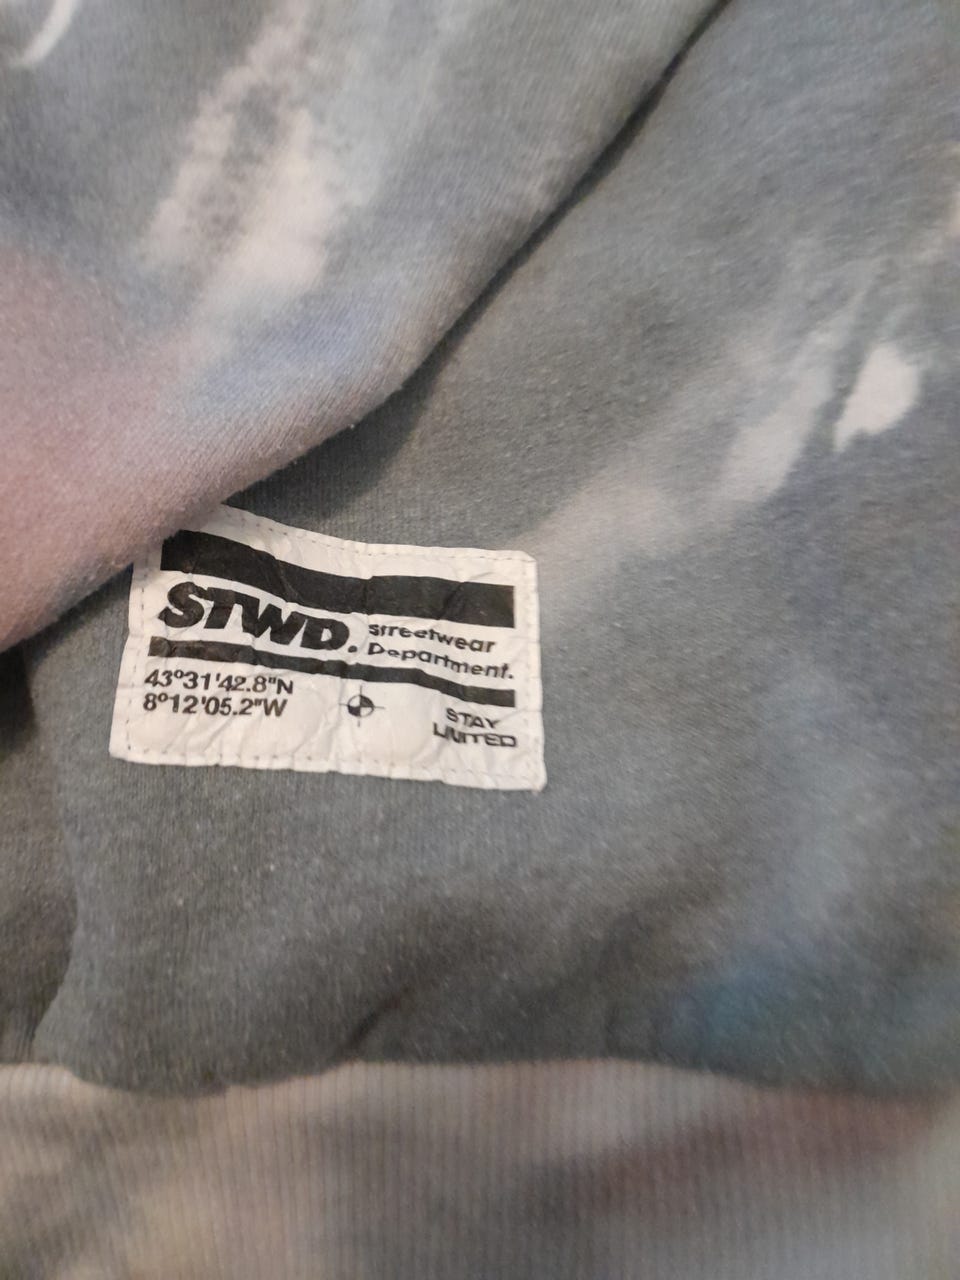 STWD. streetwear
Department.
43°31'42.8"N
8°12'05.2"W
STAY
UNITED